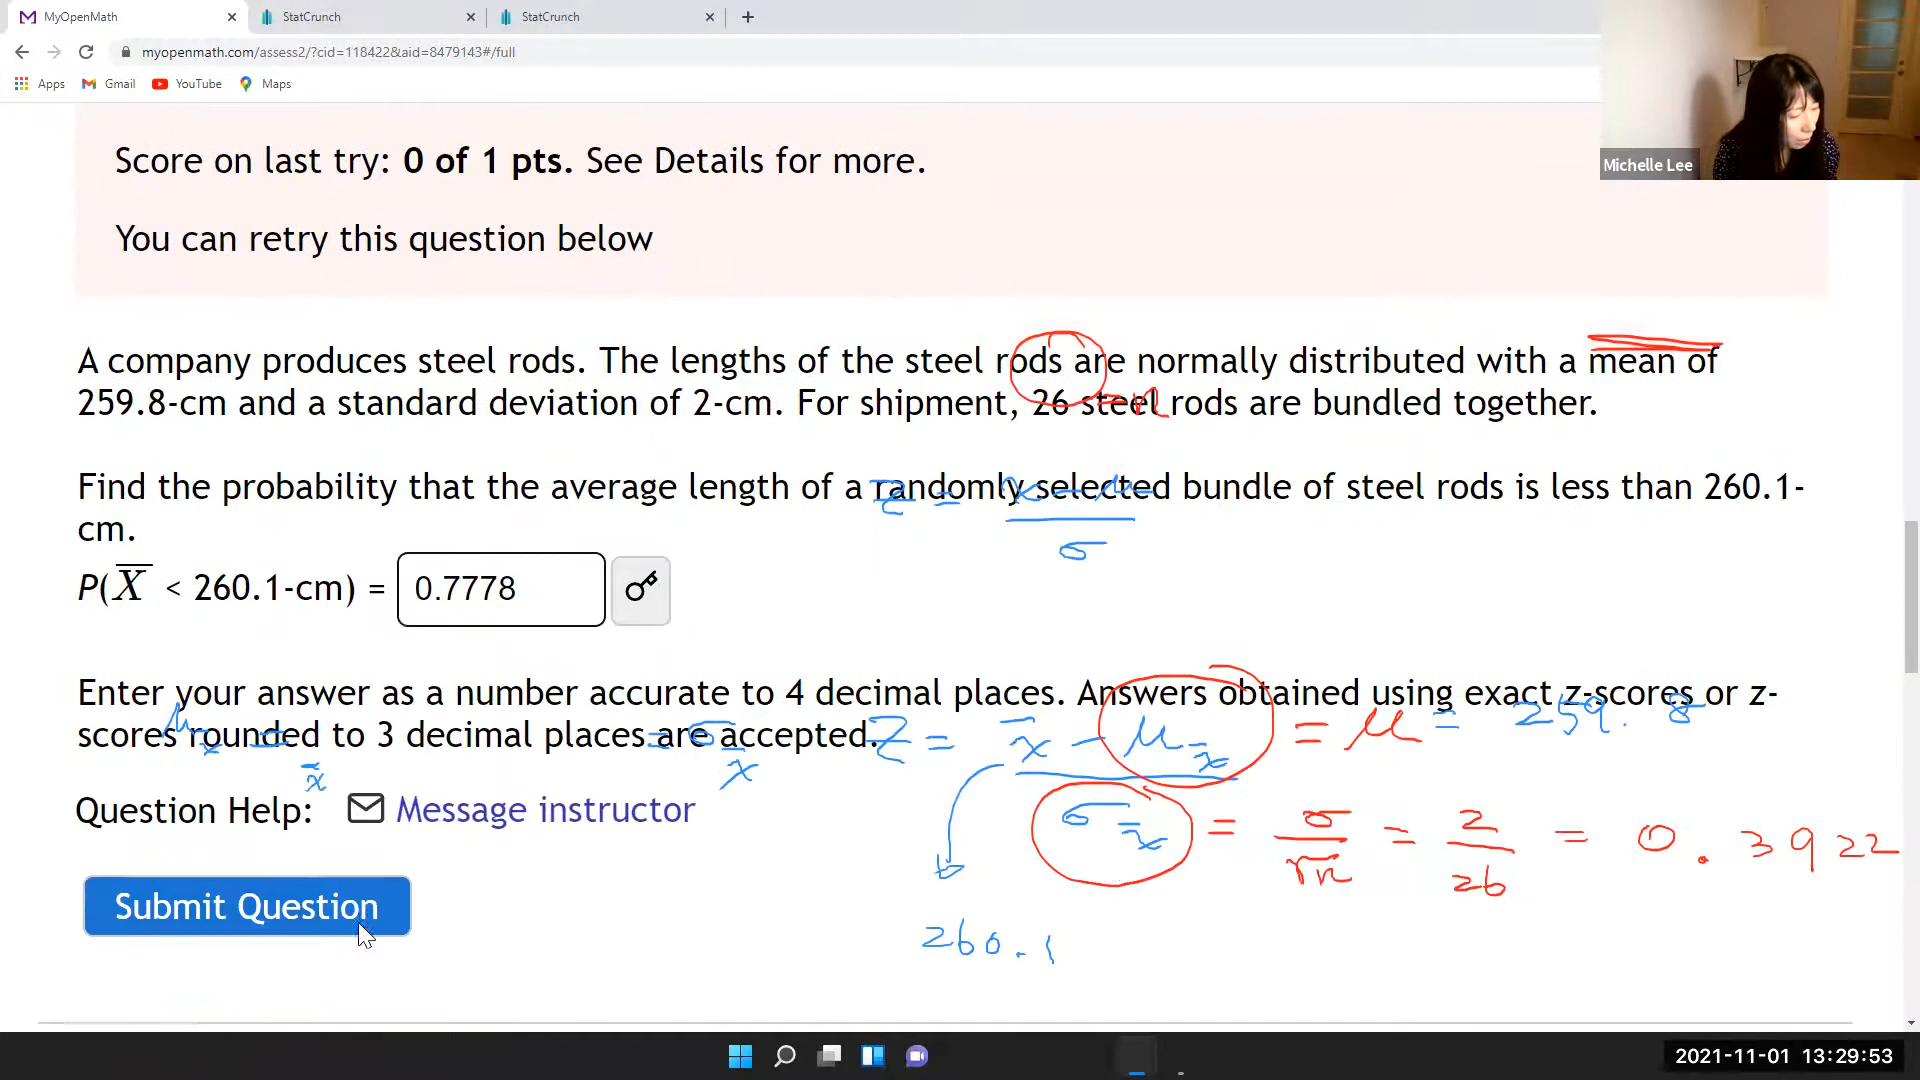 MyOpenMath
StatCrunch
StatCrunch
myopenmath.com/assess2/?cid=118422&aid=8479143#/full
Apps
Gmail
YouTube
Maps
Michelle Lee
Score on last try: 0 of 1 pts. See Details for more.
You can retry this question below
A company produces steel rods. The lengths of the steel rods are normally distributed with a mean of
259.8-cm and a standard deviation of 2-cm. For shipment, 26 steel rods are bundled together.
= n
Find the probability that the average length of a randomly selected bundle of steel rods is less than 260.1-
cm.
z = x - μ
σ
P(X̅ < 260.1-cm) = 0.7778
Enter your answer as a number accurate to 4 decimal places. Answers obtained using exact z-scores or z-
scores rounded to 3 decimal places are accepted.
μx̅ =
x̅
= σx̅
Z = x̅ - μx̅ = μ = 259.8
σx̅ = σ/√n = 2/26 = 0.3922
260.1
Question Help: Message instructor
Submit Question
2021-11-01 13:29:53